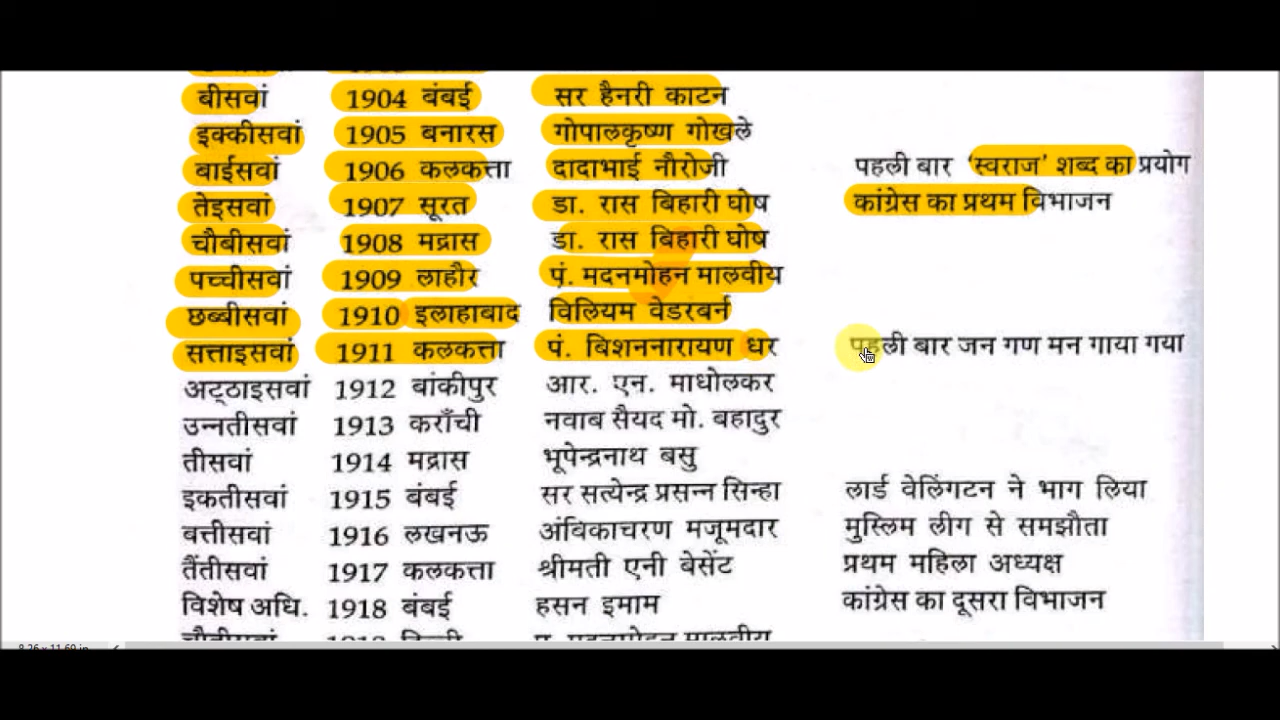 बीसवां 1904 बंबई सर हैनरी काटन
इक्कीसवां 1905 बनारस गोपालकृष्ण गोखले
बाईसवां 1906 कलकत्ता दादाभाई नौरोजी पहली बार 'स्वराज' शब्द का प्रयोग
तेइसवां 1907 सूरत डा. रास बिहारी घोष कांग्रेस का प्रथम विभाजन
चौबीसवां 1908 मद्रास डा. रास बिहारी घोष
पच्चीसवां 1909 लाहौर पं. मदनमोहन मालवीय
छब्बीसवां 1910 इलाहाबाद विलियम वेडरबर्न
सत्ताइसवां 1911 कलकत्ता पं. बिशननारायण धर पहली बार जन गण मन गाया गया
अट्ठाइसवां 1912 बांकीपुर आर. एन. माधोलकर
उन्नतीसवां 1913 कराँची नवाब सैयद मो. बहादुर
तीसवां 1914 मद्रास भूपेन्द्रनाथ बसु
इकतीसवां 1915 बंबई सर सत्येन्द्र प्रसन्न सिन्हा लार्ड वेलिंगटन ने भाग लिया
बत्तीसवां 1916 लखनऊ अंविकाचरण मजूमदार मुस्लिम लीग से समझौता
तैंतीसवां 1917 कलकत्ता श्रीमती एनी बेसेंट प्रथम महिला अध्यक्ष
विशेष अधि. 1918 बंबई हसन इमाम कांग्रेस का दूसरा विभाजन